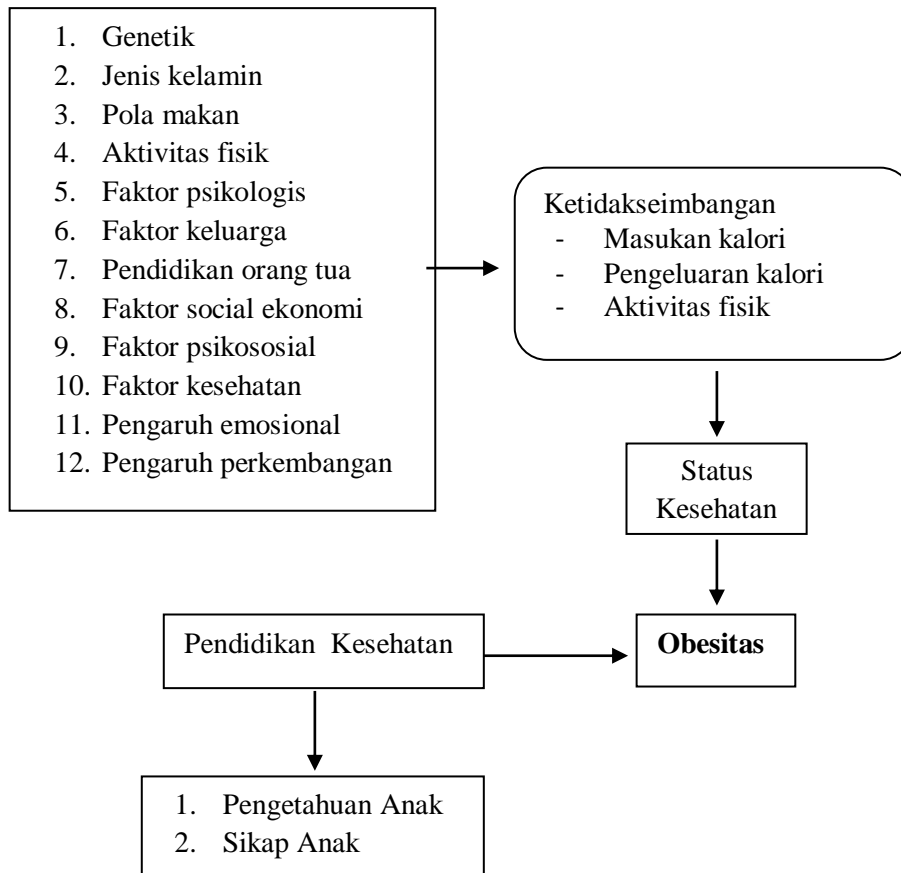 1. Genetik
2. Jenis kelamin
3. Pola makan
4. Aktivitas fisik
5. Faktor psikologis
6. Faktor keluarga
7. Pendidikan orang tua
8. Faktor social ekonomi
9. Faktor psikososial
10. Faktor kesehatan
11. Pengaruh emosional
12. Pengaruh perkembangan
Ketidakseimbangan
- Masukan kalori
- Pengeluaran kalori
- Aktivitas fisik
Status
Kesehatan
Pendidikan Kesehatan
Obesitas
1. Pengetahuan Anak
2. Sikap Anak